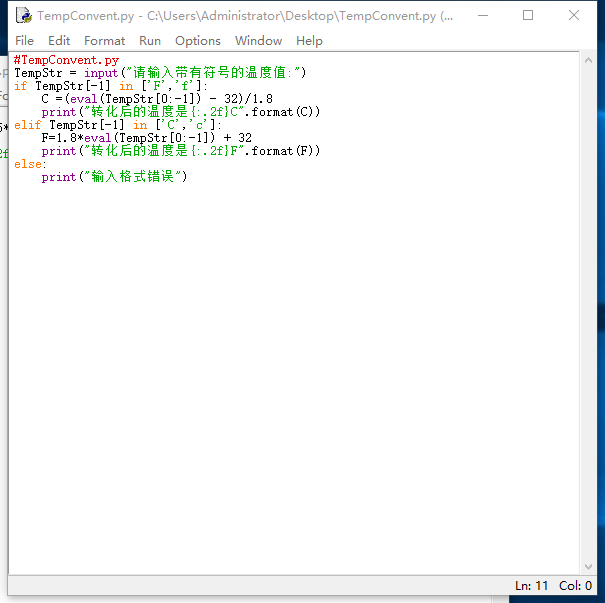 TempConvent.py - C:\Users\Administrator\Desktop\TempConvent.py (...
File Edit Format Run Options Window Help
#TempConvent.py
TempStr = input("请输入带有符号的温度值:")
if TempStr[-1] in ['F','f']:
    C =(eval(TempStr[0:-1]) - 32)/1.8
    print("转化后的温度是{:.2f}C".format(C))
elif TempStr[-1] in ['C','c']:
    F=1.8*eval(TempStr[0:-1]) + 32
    print("转化后的温度是{:.2f}F".format(F))
else:
    print("输入格式错误")
Ln: 11 Col: 0